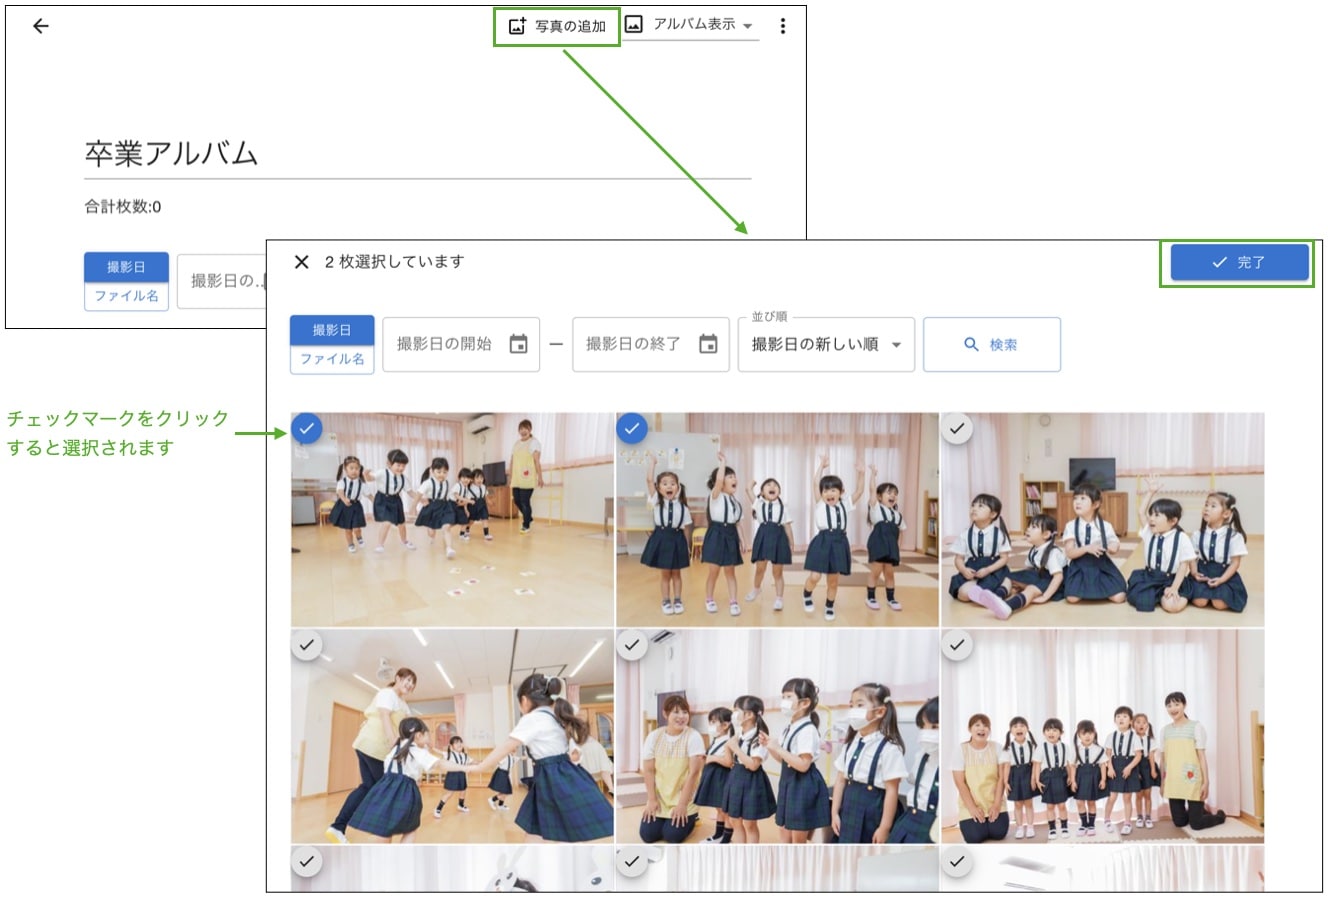 写真の追加
アルバム表示
卒業アルバム
合計枚数:0
撮影日
ファイル名
撮影日の..
2 枚選択しています
完了
撮影日
ファイル名
撮影日の開始
—
撮影日の終了
並び順
撮影日の新しい順
検索
チェックマークをクリック
すると選択されます